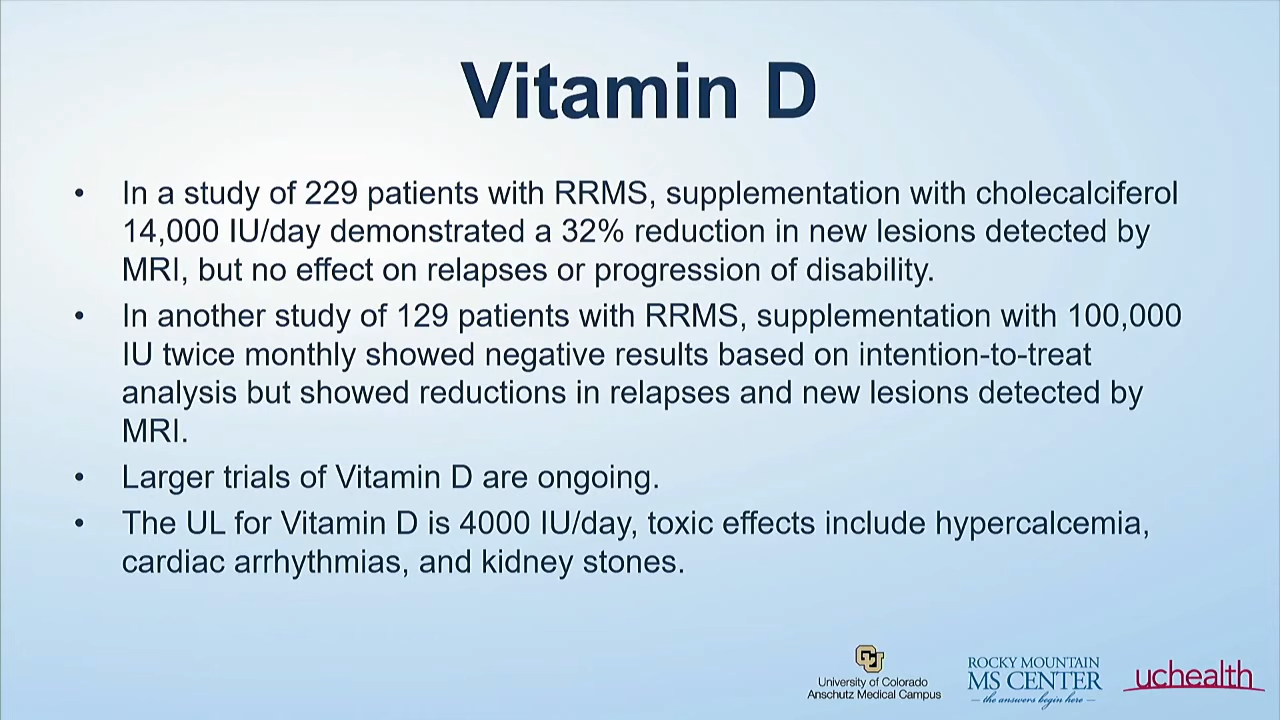 Vitamin D
• In a study of 229 patients with RRMS, supplementation with cholecalciferol
14,000 IU/day demonstrated a 32% reduction in new lesions detected by
MRI, but no effect on relapses or progression of disability.
• In another study of 129 patients with RRMS, supplementation with 100,000
IU twice monthly showed negative results based on intention-to-treat
analysis but showed reductions in relapses and new lesions detected by
MRI.
• Larger trials of Vitamin D are ongoing.
• The UL for Vitamin D is 4000 IU/day, toxic effects include hypercalcemia,
cardiac arrhythmias, and kidney stones.
CU
University of Colorado
Anschutz Medical Campus
ROCKY MOUNTAIN
MS CENTER
— the answers begin here —
uchealth